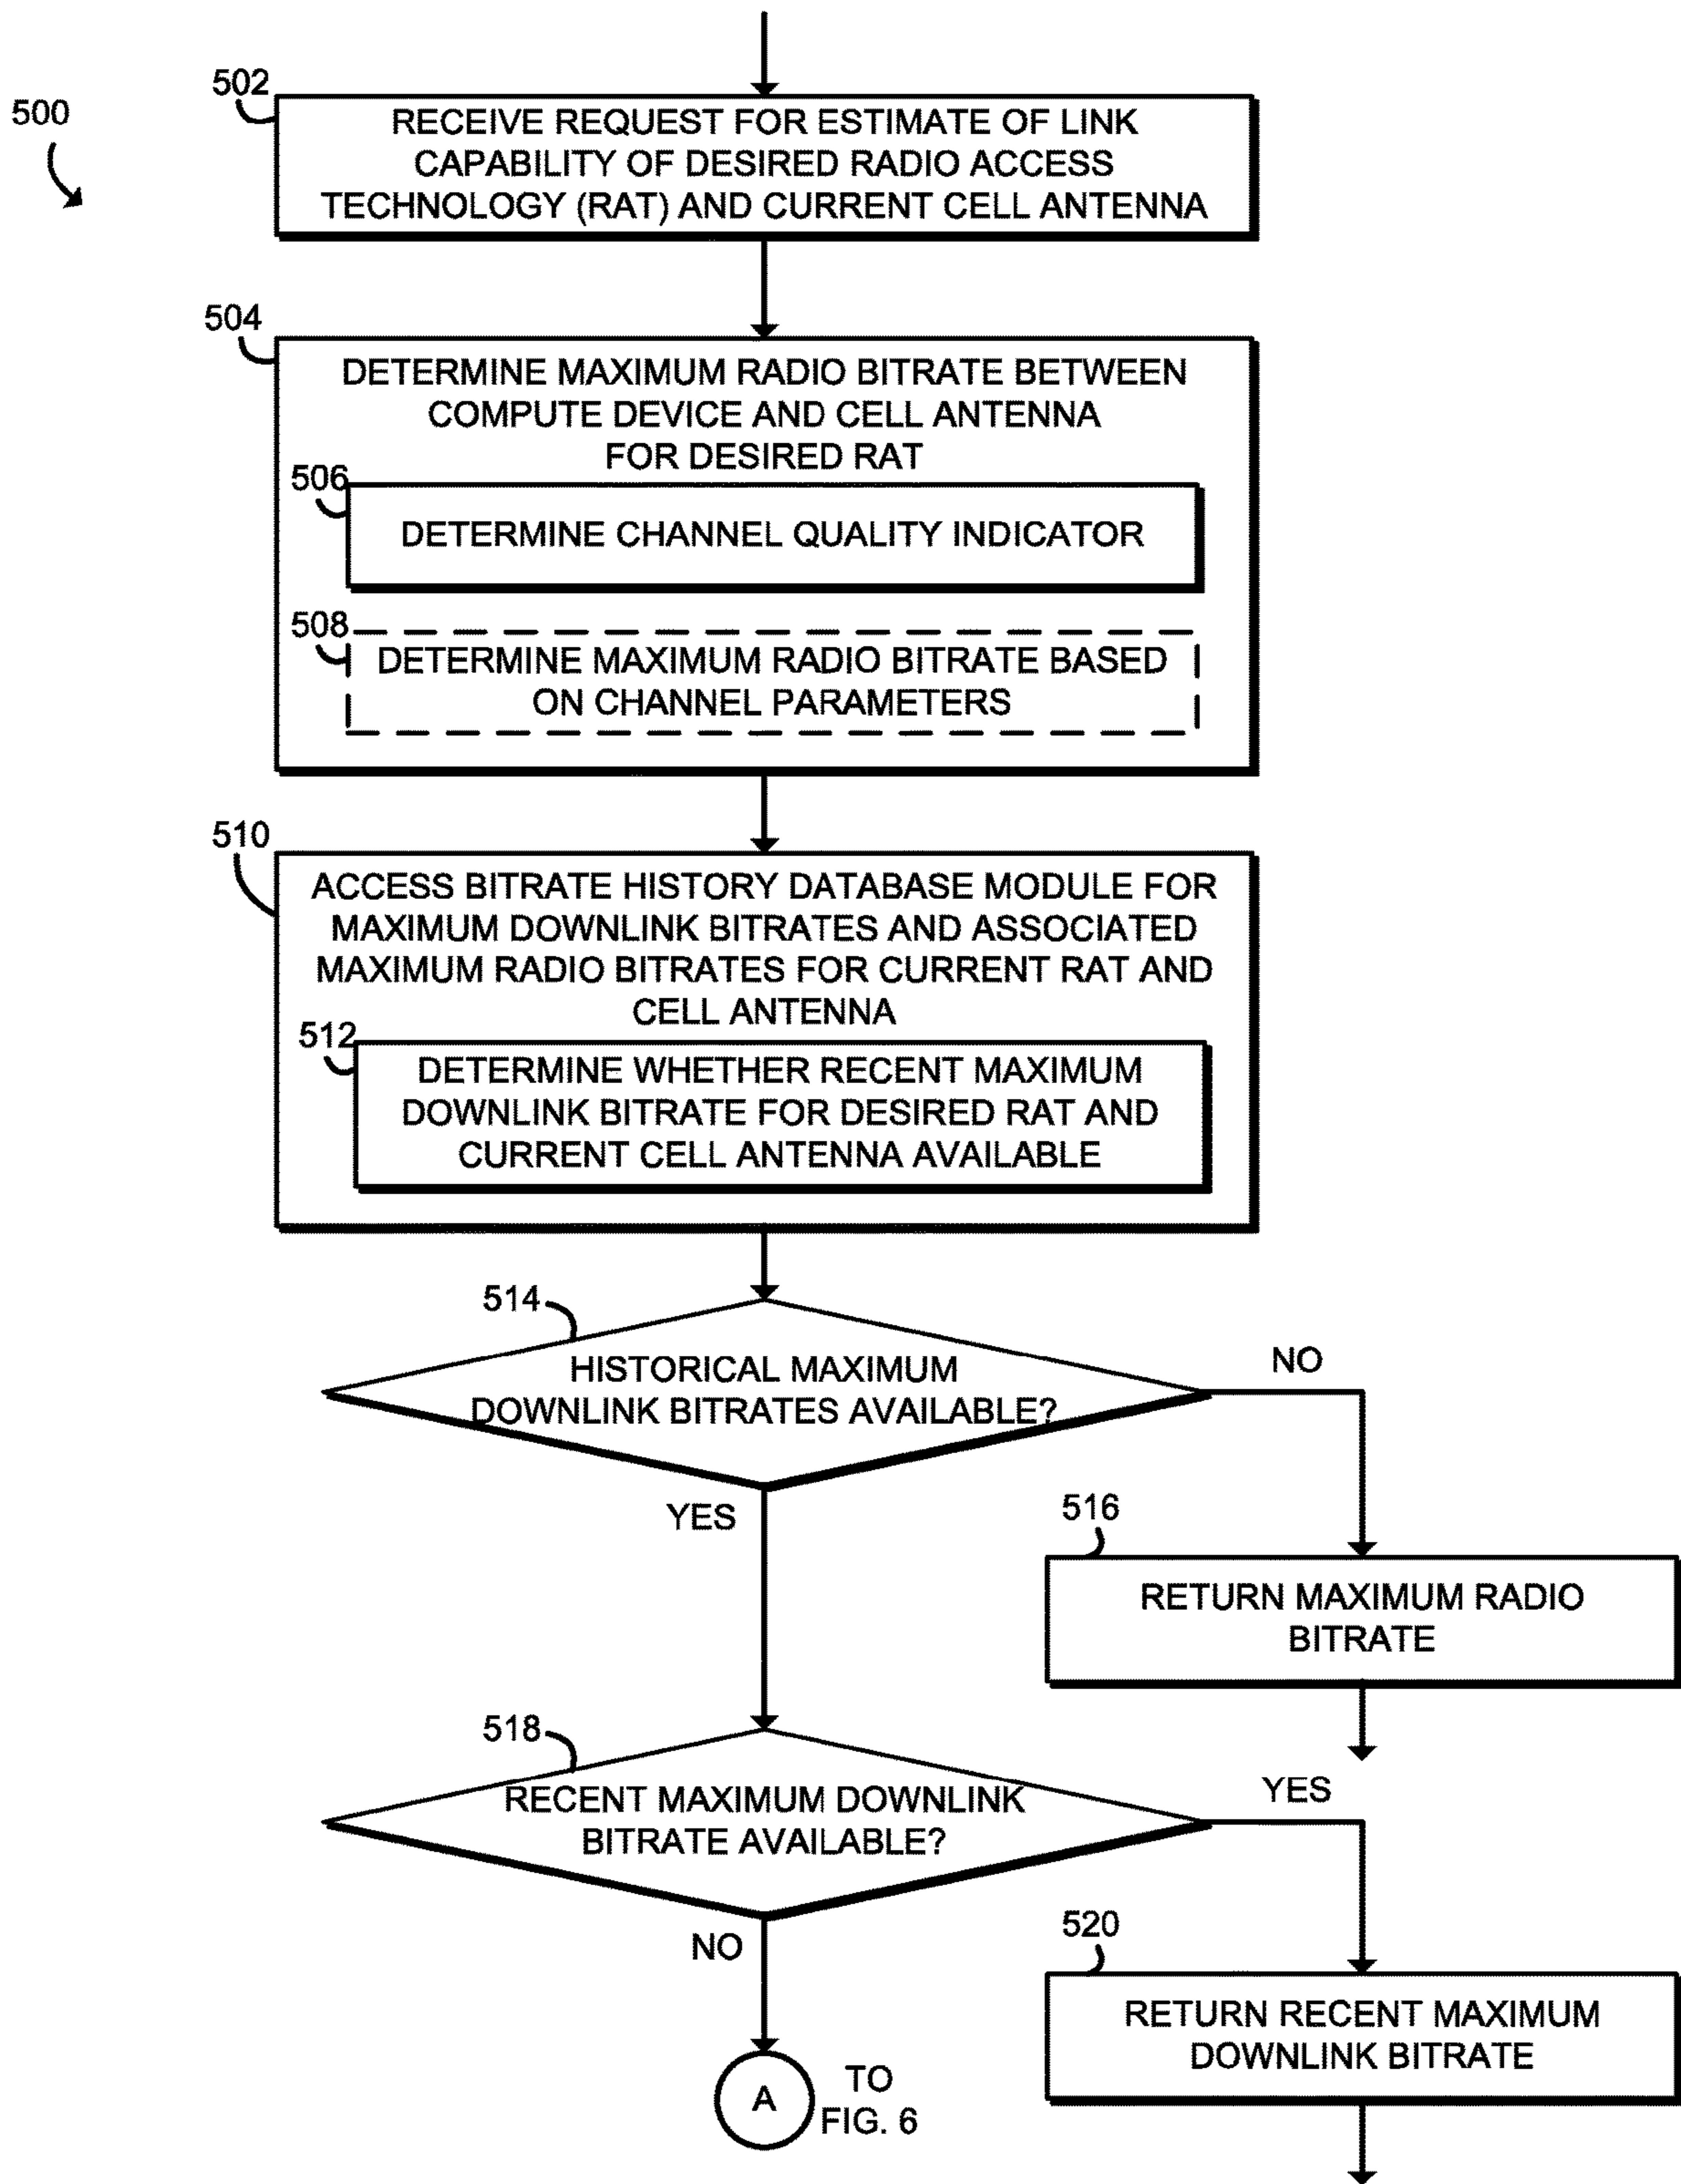 500
502
RECEIVE REQUEST FOR ESTIMATE OF LINK
CAPABILITY OF DESIRED RADIO ACCESS
TECHNOLOGY (RAT) AND CURRENT CELL ANTENNA
504
DETERMINE MAXIMUM RADIO BITRATE BETWEEN
COMPUTE DEVICE AND CELL ANTENNA
FOR DESIRED RAT
506
DETERMINE CHANNEL QUALITY INDICATOR
508
DETERMINE MAXIMUM RADIO BITRATE BASED
ON CHANNEL PARAMETERS
510
ACCESS BITRATE HISTORY DATABASE MODULE FOR
MAXIMUM DOWNLINK BITRATES AND ASSOCIATED
MAXIMUM RADIO BITRATES FOR CURRENT RAT AND
CELL ANTENNA
512
DETERMINE WHETHER RECENT MAXIMUM
DOWNLINK BITRATE FOR DESIRED RAT AND
CURRENT CELL ANTENNA AVAILABLE
514
HISTORICAL MAXIMUM
DOWNLINK BITRATES AVAILABLE?
NO
YES
516
RETURN MAXIMUM RADIO
BITRATE
518
RECENT MAXIMUM DOWNLINK
BITRATE AVAILABLE?
YES
NO
520
RETURN RECENT MAXIMUM
DOWNLINK BITRATE
A
TO
FIG. 6